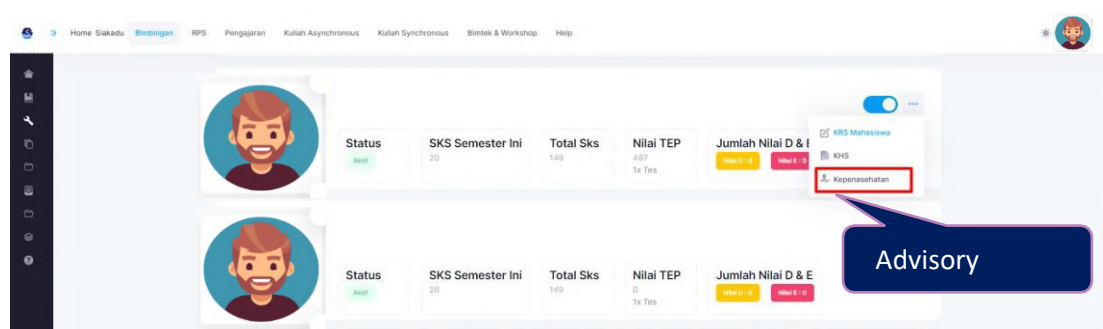 Home Siakadu Bimbingan RPS Pengajaran Kuliah Asynchronous Kuliah Synchronous Bimtek & Workshop Help
KRS Mahasiswa
KHS
Kepenasehatan
Status
Aktif
SKS Semester Ini
20
Total Sks
149
Nilai TEP
487
1x Tes
Jumlah Nilai D & E
Nilai D : 0
Nilai E : 0
Advisory
Status
Aktif
SKS Semester Ini
20
Total Sks
149
Nilai TEP
0
1x Tes
Jumlah Nilai D & E
Nilai D : 0
Nilai E : 0